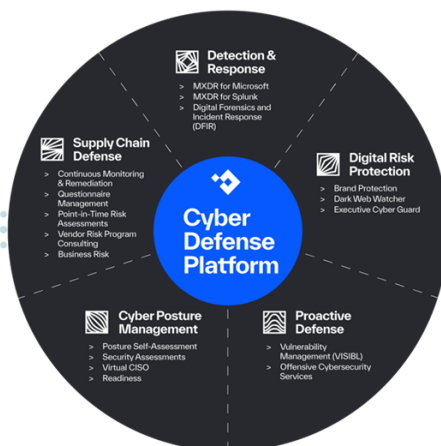 Detection &
Response
> MXDR for Microsoft
> MXDR for Splunk
> Digital Forensics and
Incident Response
(DFIR)
Supply Chain
Defense
> Continuous Monitoring
& Remediation
> Questionnaire
Management
> Point-in-Time Risk
Assessments
> Vendor Risk Program
Consulting
> Business Risk
Digital Risk
Protection
> Brand Protection
> Dark Web Watcher
> Executive Cyber Guard
Cyber
Defense
Platform
Cyber Posture
Management
> Posture Self-Assessment
> Security Assessments
> Virtual CISO
> Readiness
Proactive
Defense
> Vulnerability
Management (VISIBL)
> Offensive Cybersecurity
Services